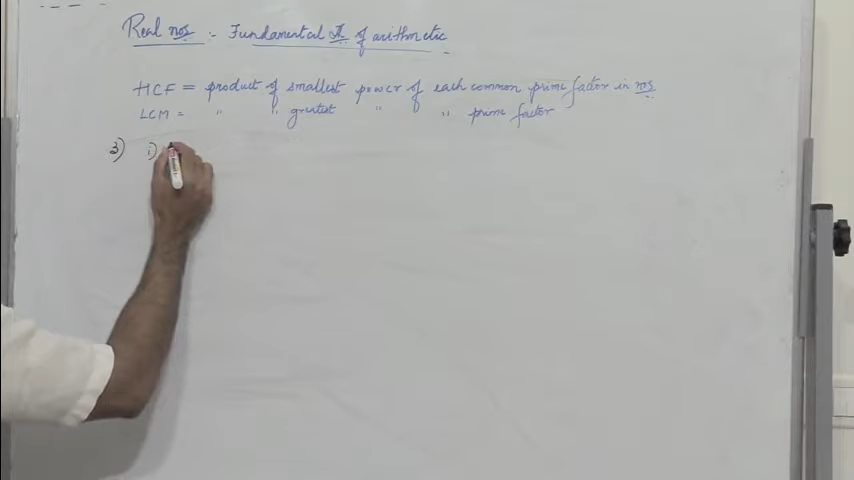 Real nos :- Fundamental Th of arithmetic
HCF = product of smallest power of each common prime factor in nos.
LCM = " " greatest " " prime factor
3) i)